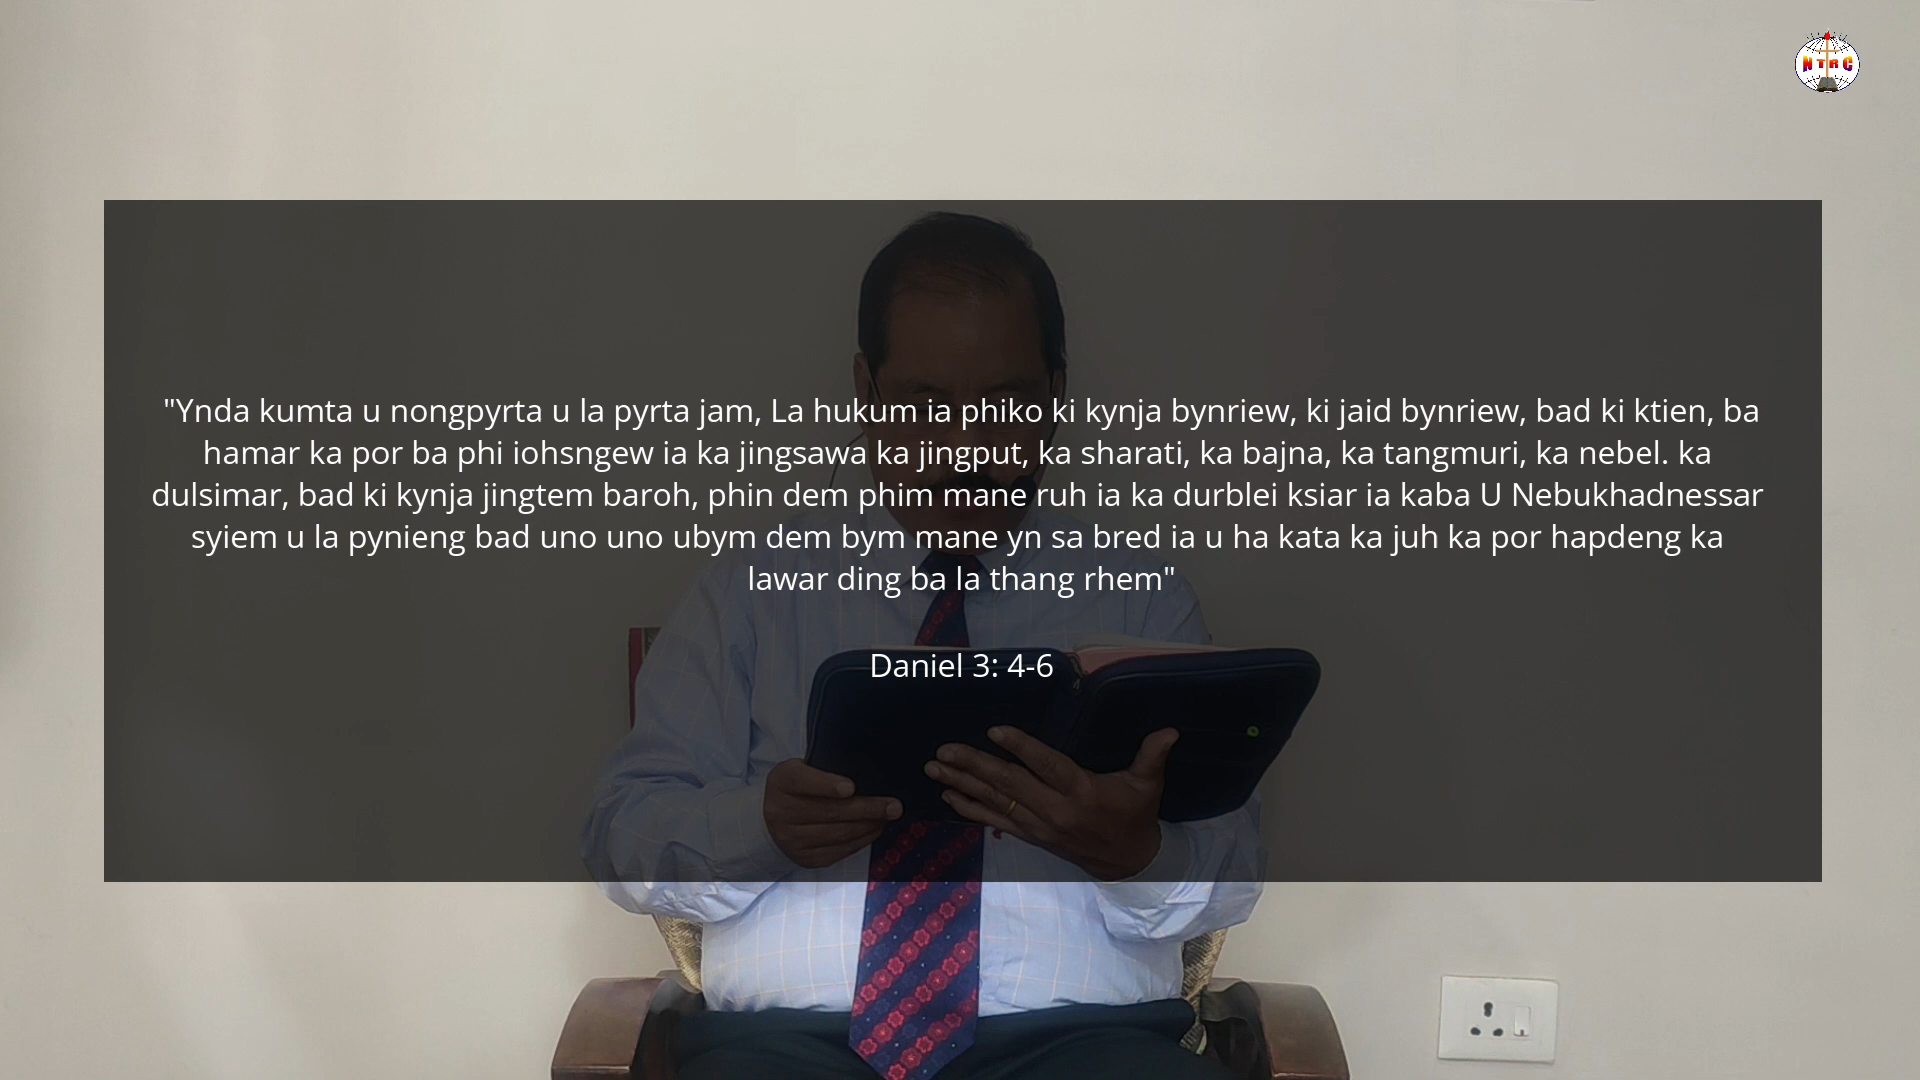 NTRC
"Ynda kumta u nongpyrta u la pyrta jam, La hukum ia phiko ki kynja bynriew, ki jaid bynriew, bad ki ktien, ba
hamar ka por ba phi iohsngew ia ka jingsawa ka jingput, ka sharati, ka bajna, ka tangmuri, ka nebel. ka
dulsimar, bad ki kynja jingtem baroh, phin dem phim mane ruh ia ka durblei ksiar ia kaba U Nebukhadnessar
syiem u la pynieng bad uno uno ubym dem bym mane yn sa bred ia u ha kata ka juh ka por hapdeng ka
lawar ding ba la thang rhem"
Daniel 3: 4-6